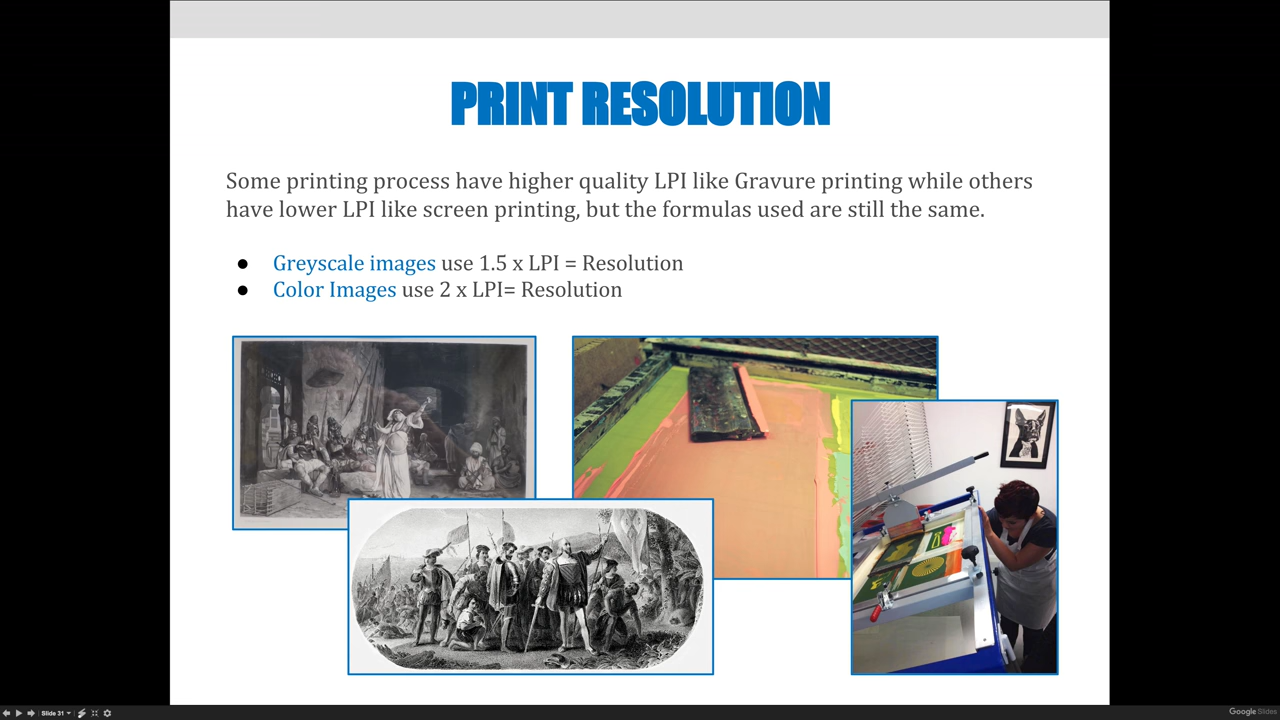 PRINT RESOLUTION
Some printing process have higher quality LPI like Gravure printing while others
have lower LPI like screen printing, but the formulas used are still the same.
● Greyscale images use 1.5 x LPI = Resolution
● Color Images use 2 x LPI= Resolution
Slide 31
Google Slides